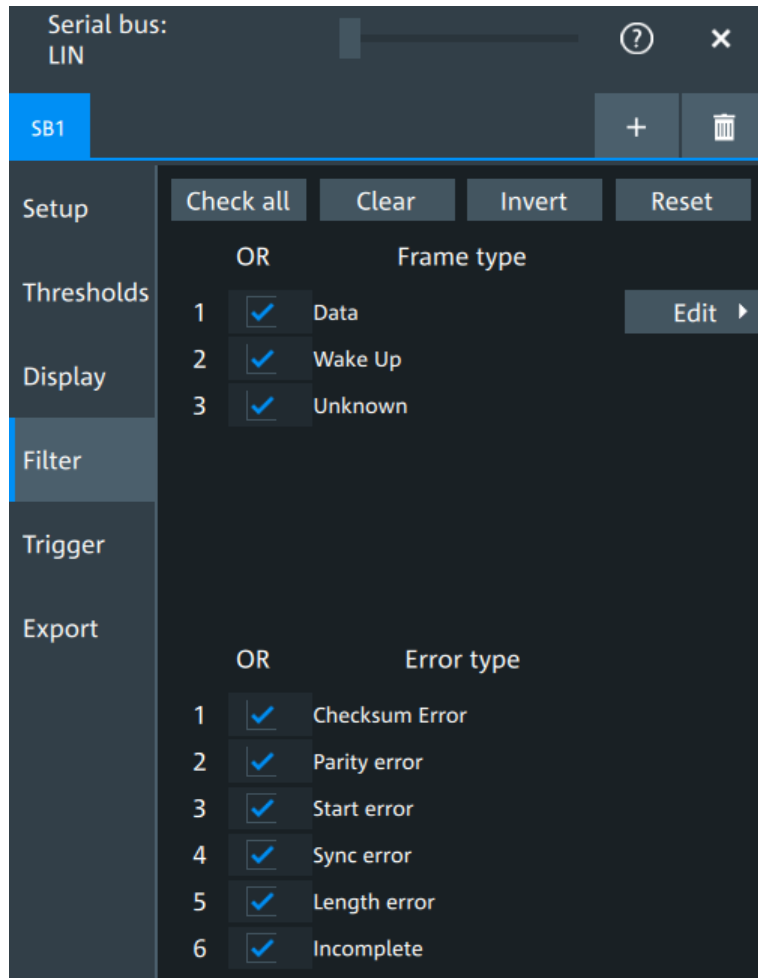 Serial bus:
LIN
SB1
+
Setup
Thresholds
Display
Filter
Trigger
Export
Check all Clear Invert Reset
OR Frame type
1 Data Edit
2 Wake Up
3 Unknown
OR Error type
1 Checksum Error
2 Parity error
3 Start error
4 Sync error
5 Length error
6 Incomplete